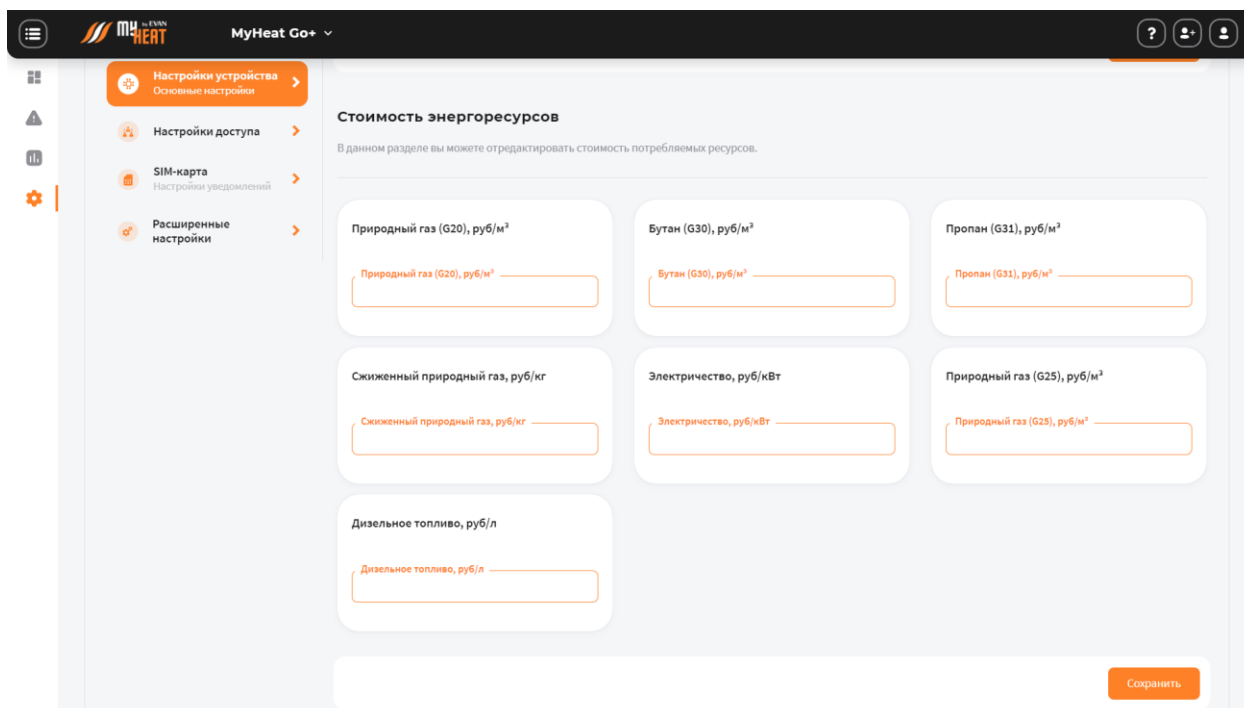 MY HEAT by EVAN
MyHeat Go+
?
Настройки устройства
Основные настройки
Настройки доступа
SIM-карта
Настройки уведомлений
Расширенные
настройки
Стоимость энергоресурсов
В данном разделе вы можете отредактировать стоимость потребляемых ресурсов.
Природный газ (G20), руб/м³
Природный газ (G20), руб/м³
Бутан (G30), руб/м³
Бутан (G30), руб/м³
Пропан (G31), руб/м³
Пропан (G31), руб/м³
Сжиженный природный газ, руб/кг
Сжиженный природный газ, руб/кг
Электричество, руб/кВт
Электричество, руб/кВт
Природный газ (G25), руб/м³
Природный газ (G25), руб/м³
Дизельное топливо, руб/л
Дизельное топливо, руб/л
Сохранить